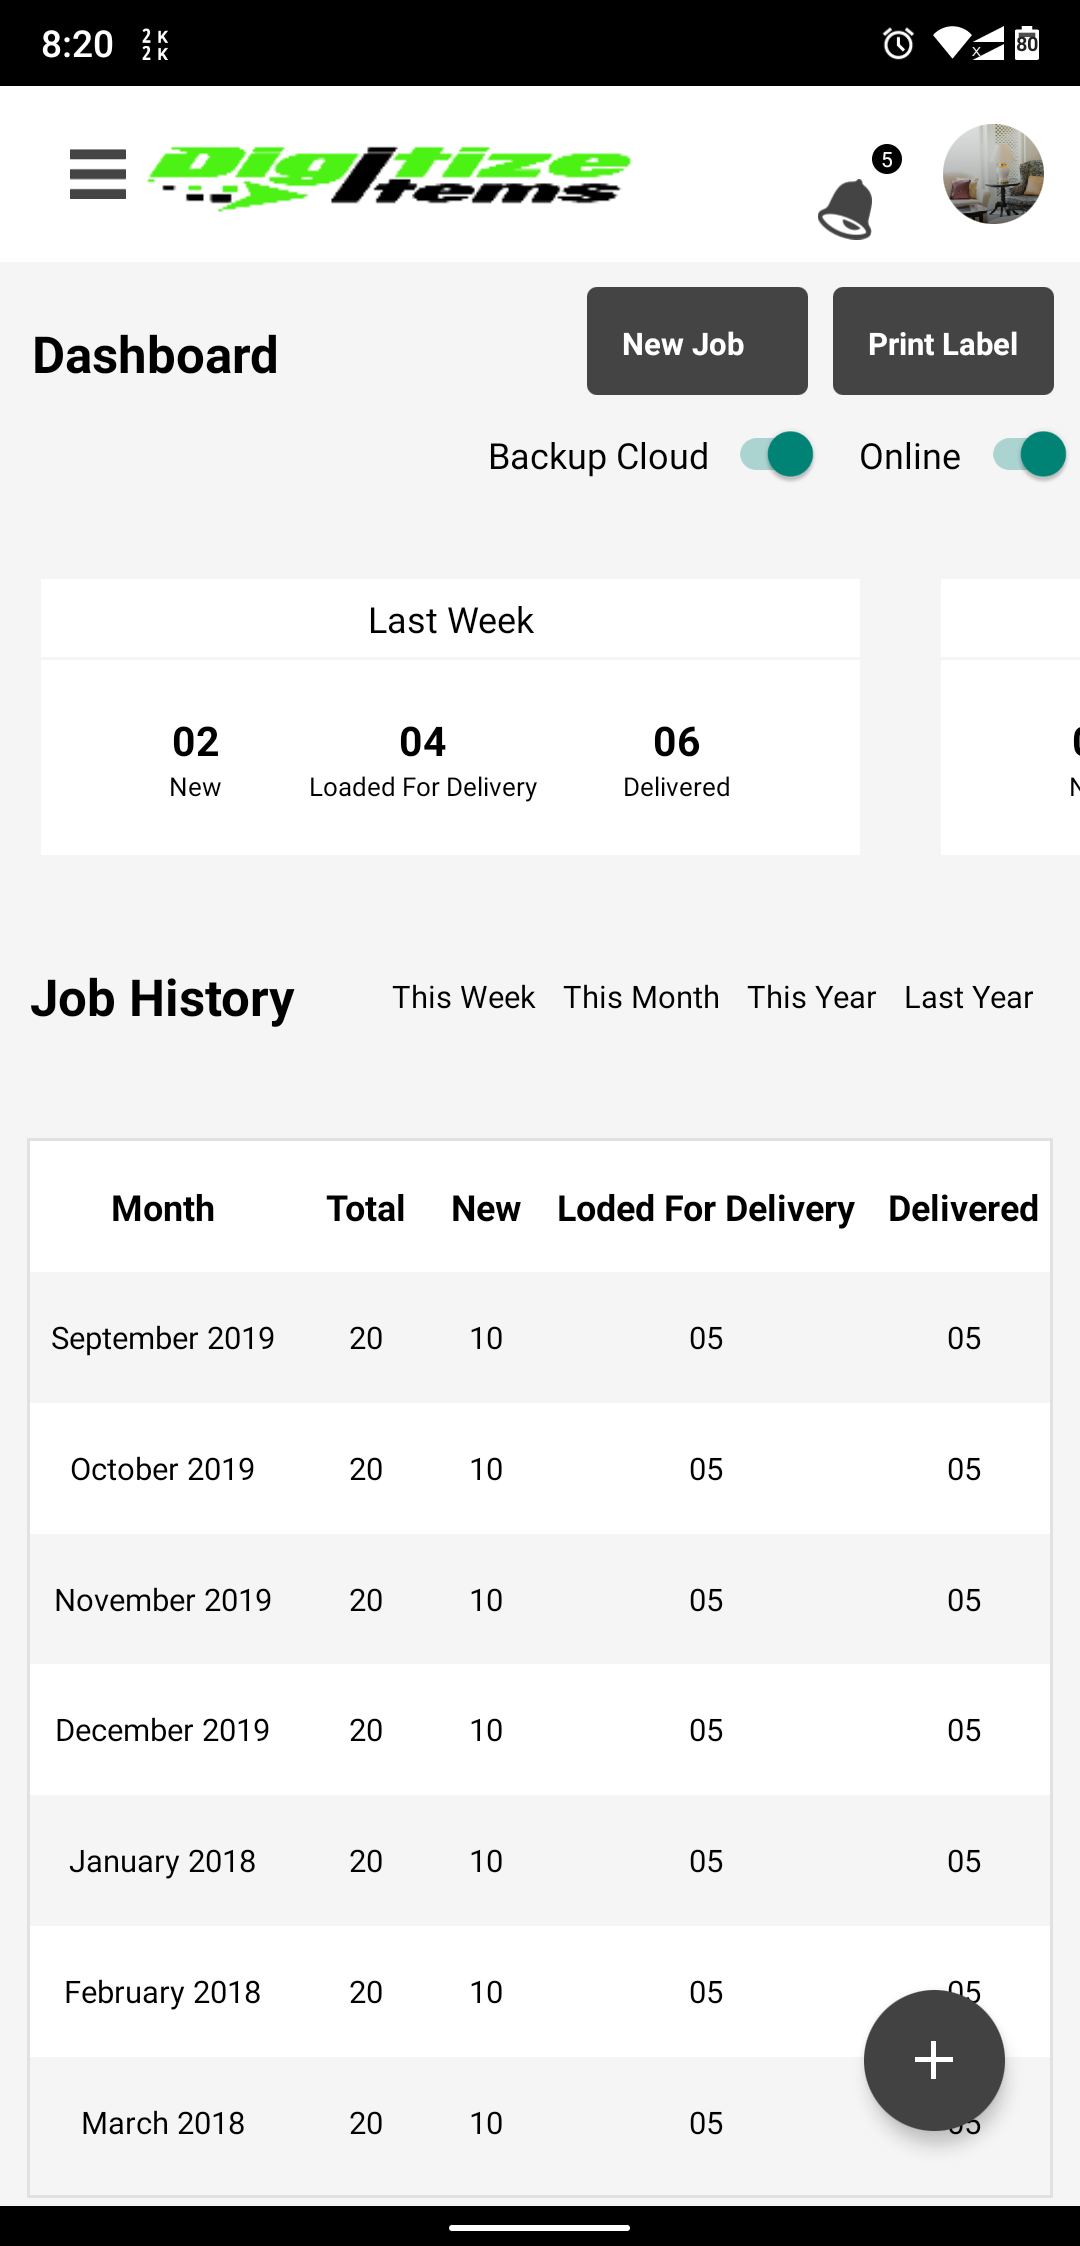 8:20 2 K 2 K 80
Digitize Items 5
Dashboard New Job Print Label
Backup Cloud Online
Last Week
02 04 06
New Loaded For Delivery Delivered
Job History This Week This Month This Year Last Year
Month Total New Loded For Delivery Delivered
September 2019 20 10 05 05
October 2019 20 10 05 05
November 2019 20 10 05 05
December 2019 20 10 05 05
January 2018 20 10 05 05
February 2018 20 10 05 05
March 2018 20 10 05 05